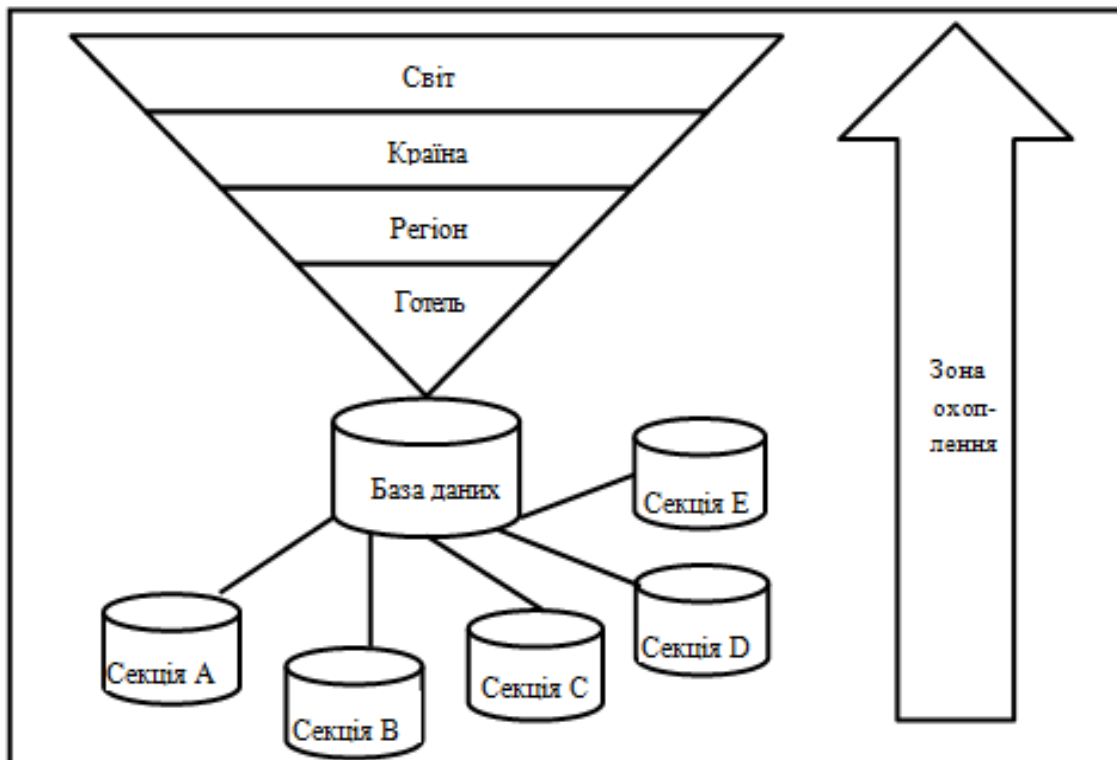 Світ
Країна
Регіон
Готель
Зона
охоп-
лення
База даних
Секція E
Секція D
Секція A
Секція C
Секція B